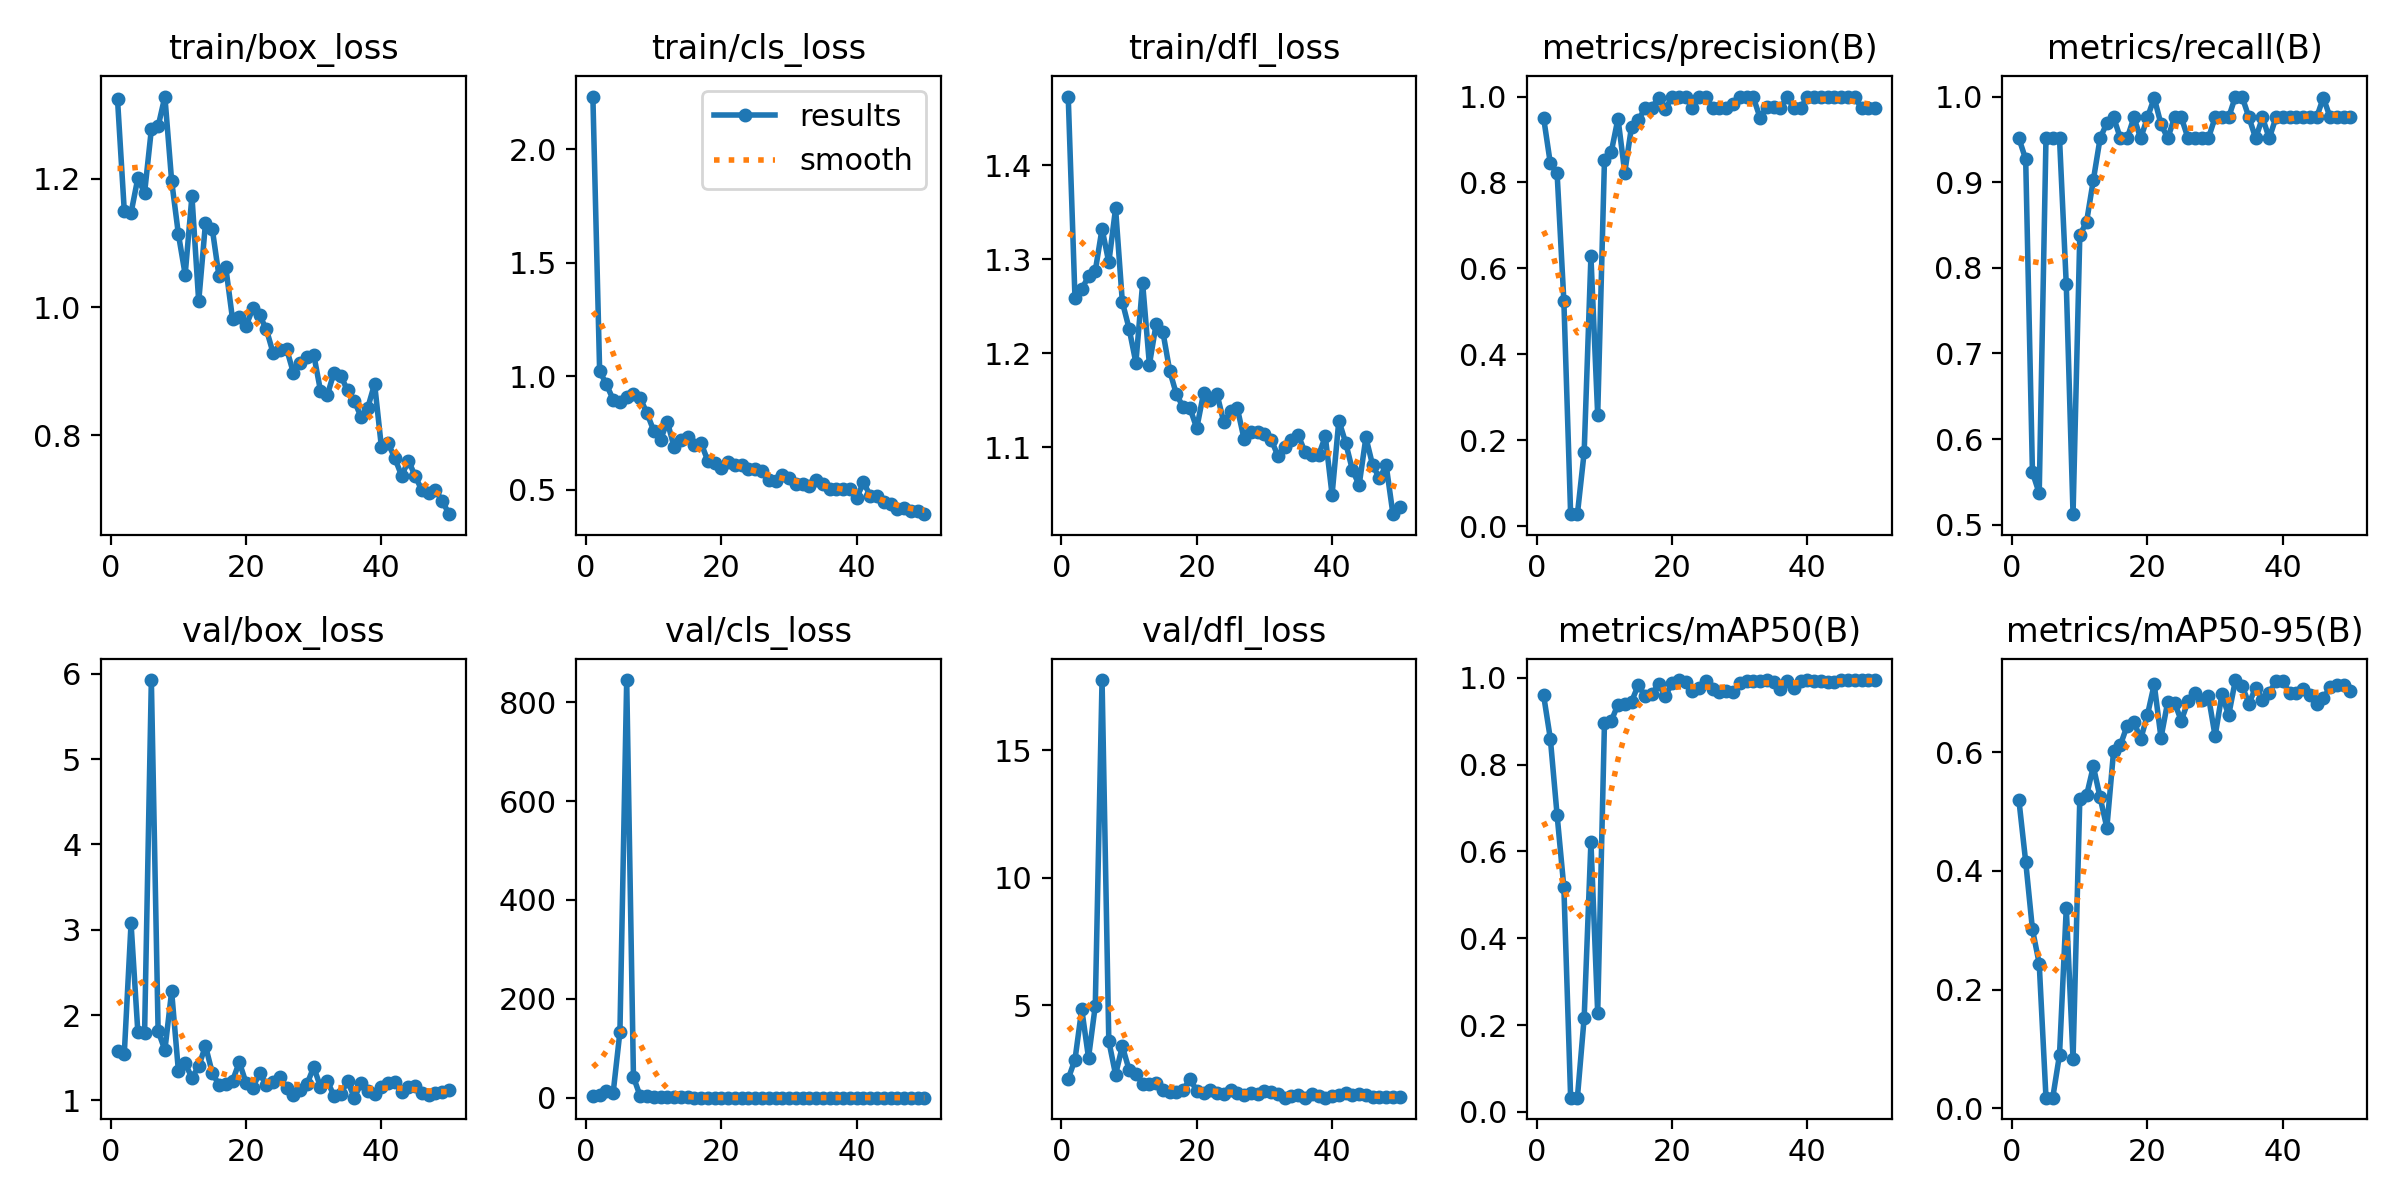 train/box_loss
train/cls_loss
train/dfl_loss
metrics/precision(B)
metrics/recall(B)
1.2
1.0
0.8
0 20 40
results
smooth
2.0
1.5
1.0
0.5
0 20 40
1.4
1.3
1.2
1.1
0 20 40
1.0
0.8
0.6
0.4
0.2
0.0
0 20 40
1.0
0.9
0.8
0.7
0.6
0.5
0 20 40
val/box_loss
val/cls_loss
val/dfl_loss
metrics/mAP50(B)
metrics/mAP50-95(B)
6
5
4
3
2
1
0 20 40
800
600
400
200
0
0 20 40
15
10
5
0 20 40
1.0
0.8
0.6
0.4
0.2
0.0
0 20 40
0.6
0.4
0.2
0.0
0 20 40